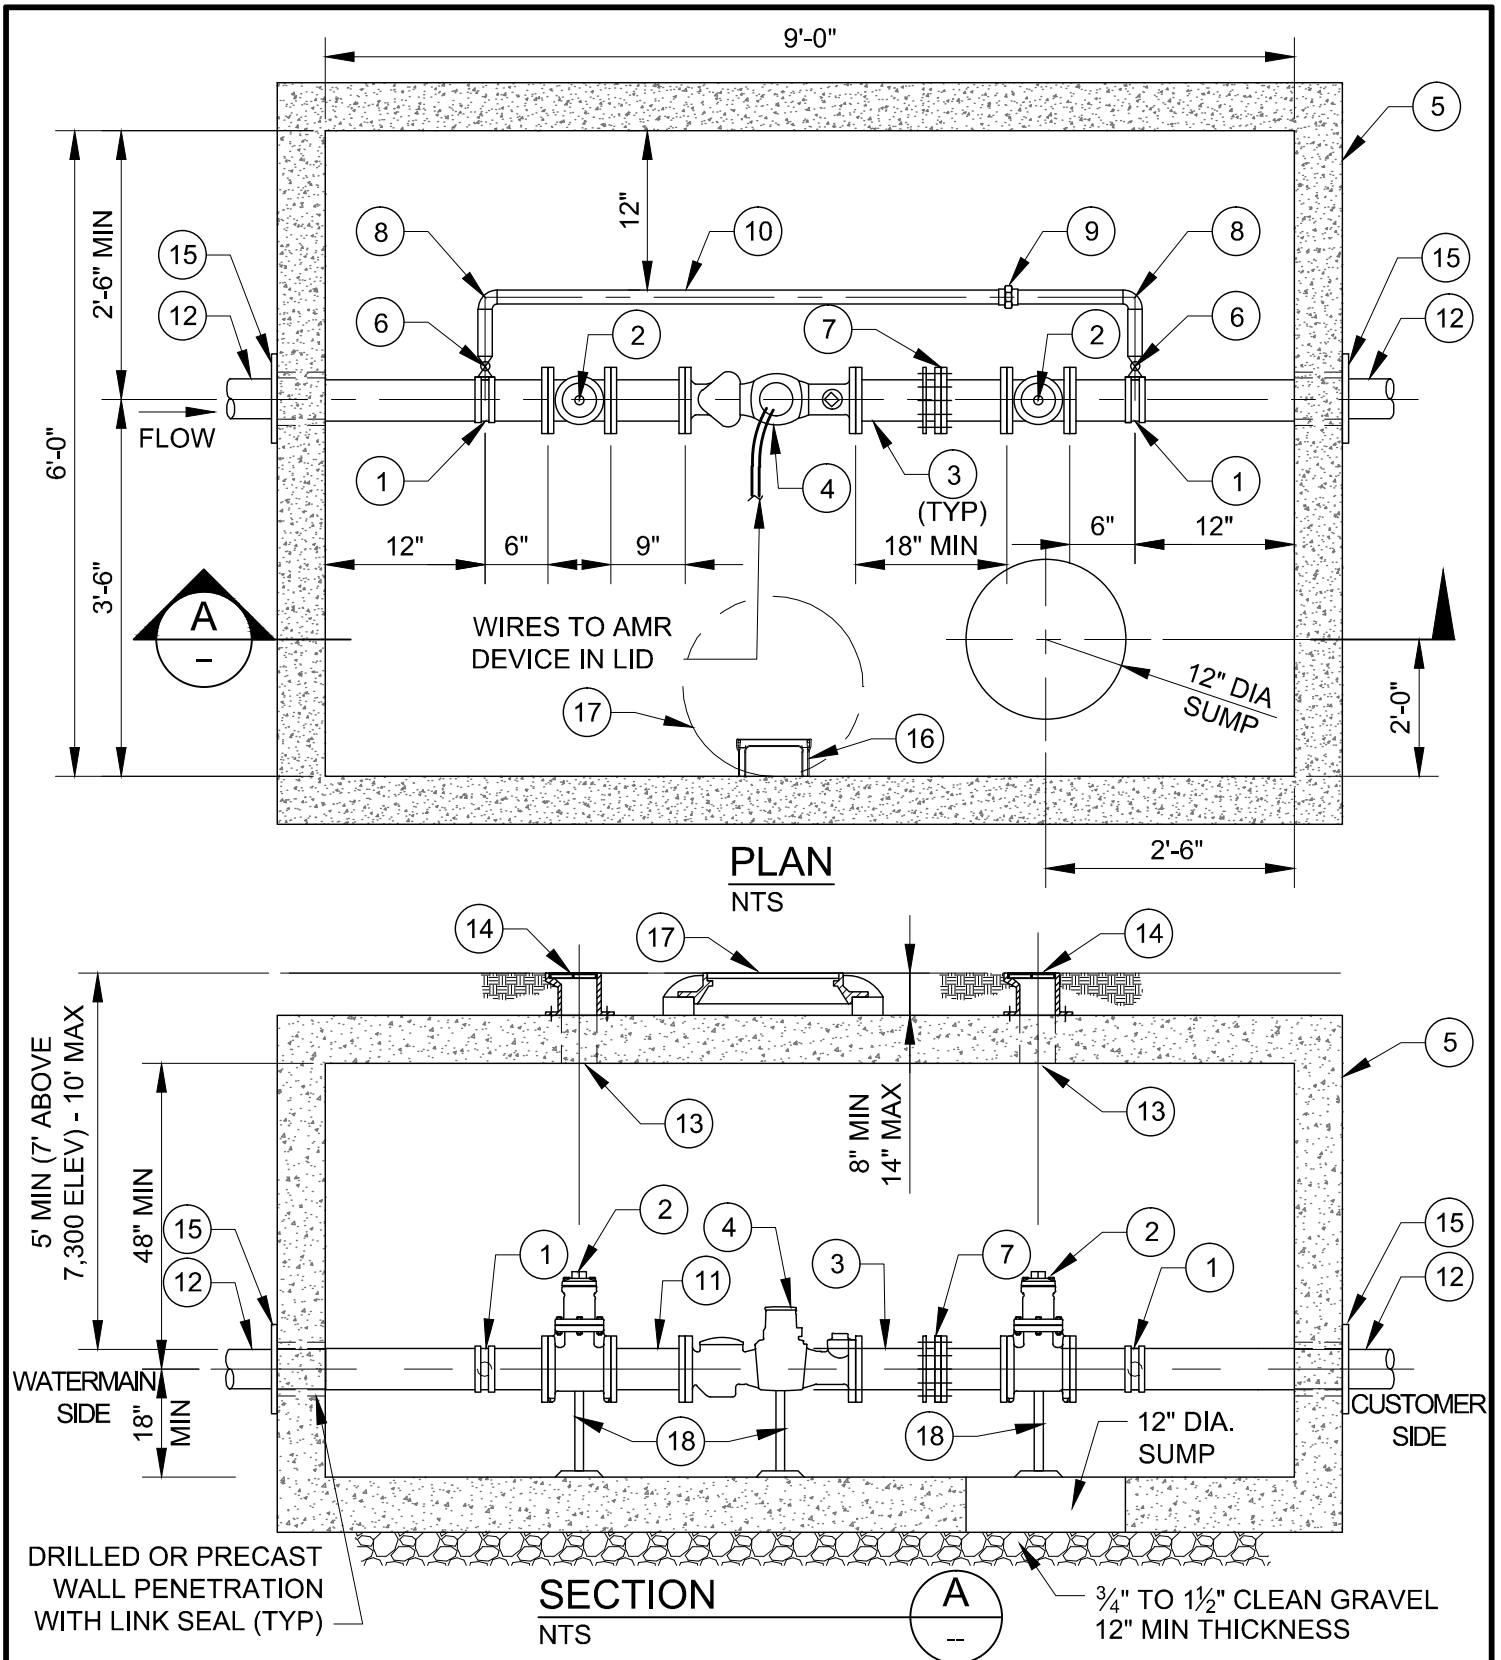 9'-0"
5
2'-6" MIN
12"
8
10
9
8
15
12
6
2
7
2
6
15
12
FLOW
6'-0"
1
4
3
(TYP)
1
12"
6"
9"
18" MIN
6"
12"
3'-6"
A
-
WIRES TO AMR
DEVICE IN LID
12" DIA
SUMP
2'-0"
17
16
2'-6"
PLAN
NTS
14
17
14
5' MIN (7' ABOVE
7,300 ELEV) - 10' MAX
48" MIN
8" MIN
14" MAX
5
13
13
15
12
2
4
2
15
12
1
11
3
7
1
WATERMAIN
SIDE
18"
MIN
18
18
12" DIA.
SUMP
CUSTOMER
SIDE
DRILLED OR PRECAST
WALL PENETRATION
WITH LINK SEAL (TYP)
SECTION
NTS
A
--
¾" TO 1½" CLEAN GRAVEL
12" MIN THICKNESS